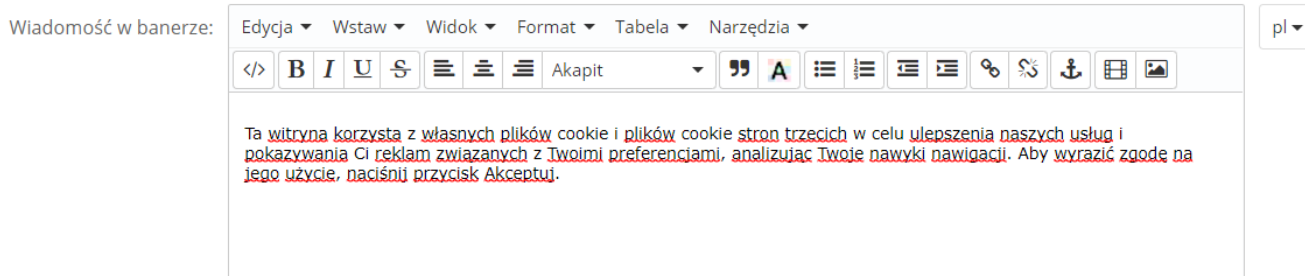 Wiadomość w banerze:
Edycja Wstaw Widok Format Tabela Narzędzia
pl
</> B I U S Akapit A
Ta witryna korzysta z własnych plików cookie i plików cookie stron trzecich w celu ulepszenia naszych usług i
pokazywania Ci reklam związanych z Twoimi preferencjami, analizując Twoje nawyki nawigacji. Aby wyrazić zgodę na
jego użycie, naciśnij przycisk Akceptuj.